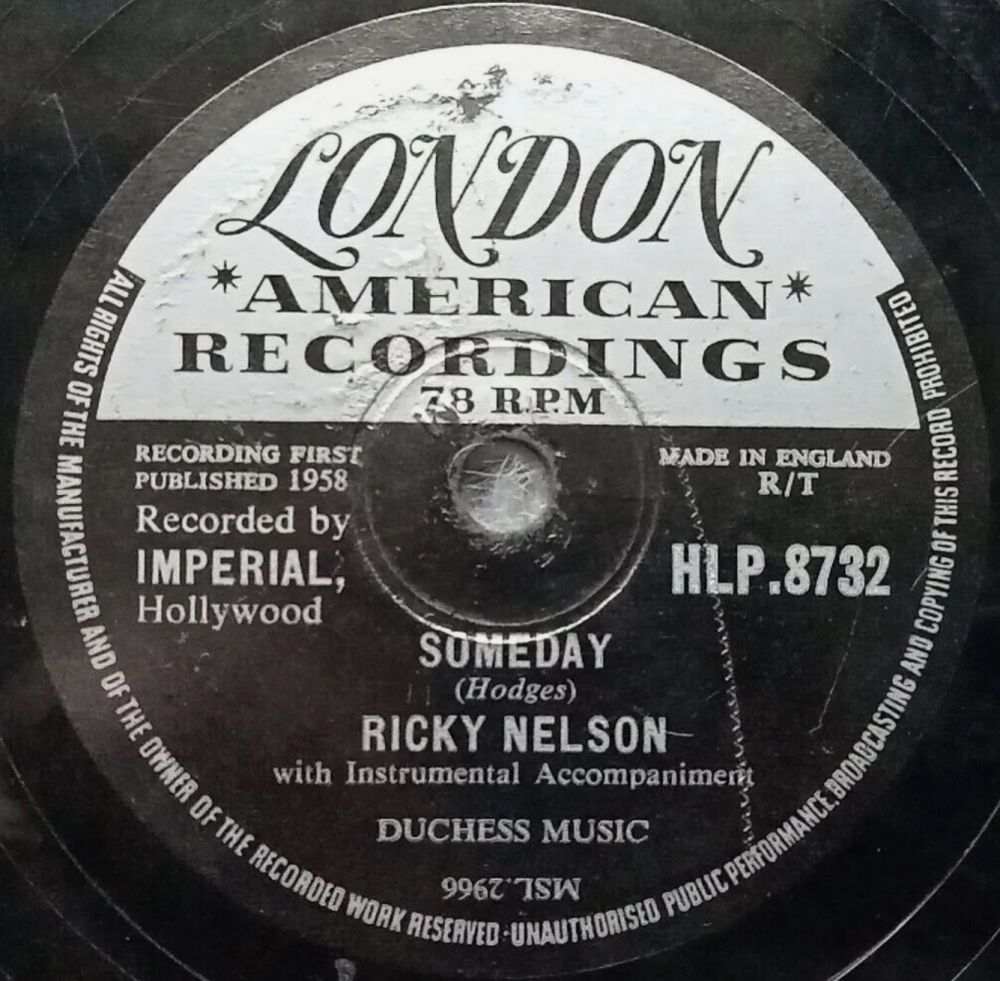 LONDON
*AMERICAN*
RECORDINGS
78 R.P.M
RECORDING FIRST
PUBLISHED 1958
Recorded by
IMPERIAL,
Hollywood
MADE IN ENGLAND
R/T
HLP.8732
SOMEDAY
(Hodges)
RICKY NELSON
with Instrumental Accompaniment
DUCHESS MUSIC
MSL.2966
ALL RIGHTS OF THE MANUFACTURER AND OF THE OWNER OF THE RECORDED WORK RESERVED·UNAUTHORISED PUBLIC PERFORMANCE, BROADCASTING AND COPYING OF THIS RECORD PROHIBITED